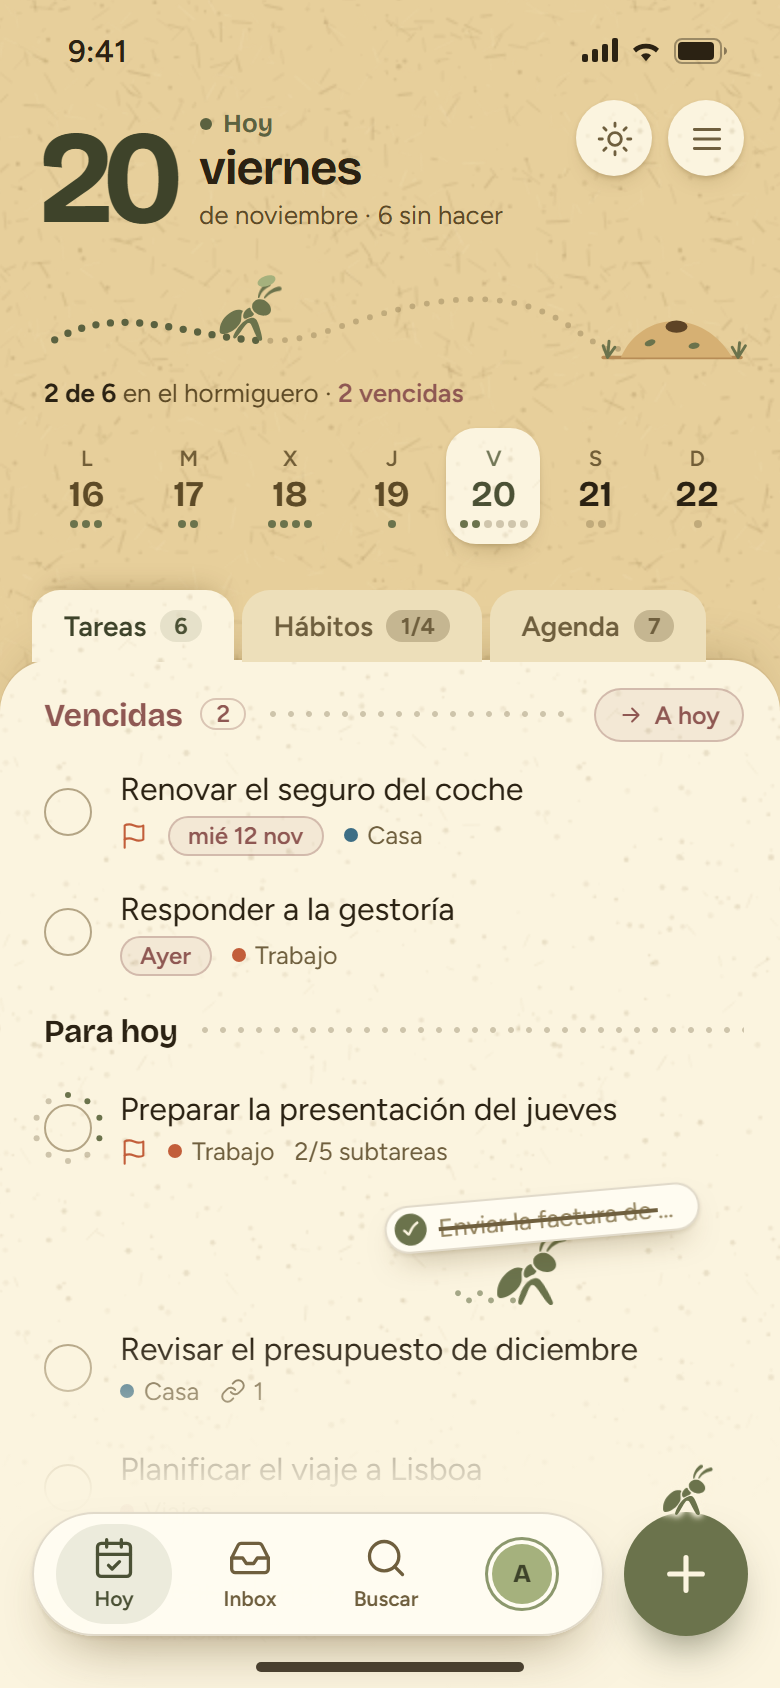 9:41
20
Hoy
viernes
de noviembre · 6 sin hacer
2 de 6 en el hormiguero · 2 vencidas
L M X J V S D
16 17 18 19 20 21 22
Tareas 6 Hábitos 1/4 Agenda 7
Vencidas 2 → A hoy
Renovar el seguro del coche
mié 12 nov Casa
Responder a la gestoría
Ayer Trabajo
Para hoy
Preparar la presentación del jueves
Trabajo 2/5 subtareas
Enviar la factura de ...
Revisar el presupuesto de diciembre
Casa 1
Planificar el viaje a Lisboa
Hoy Inbox Buscar A